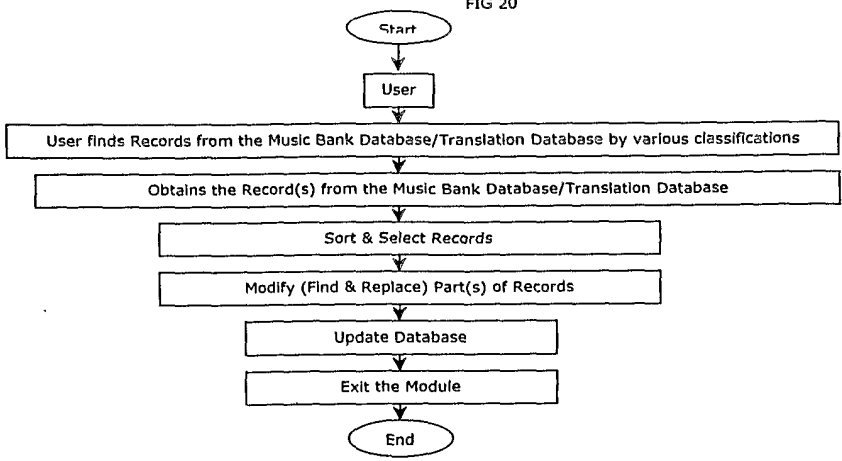 FIG 20
Start
User
User finds Records from the Music Bank Database/Translation Database by various classifications
Obtains the Record(s) from the Music Bank Database/Translation Database
Sort & Select Records
Modify (Find & Replace) Part(s) of Records
Update Database
Exit the Module
End